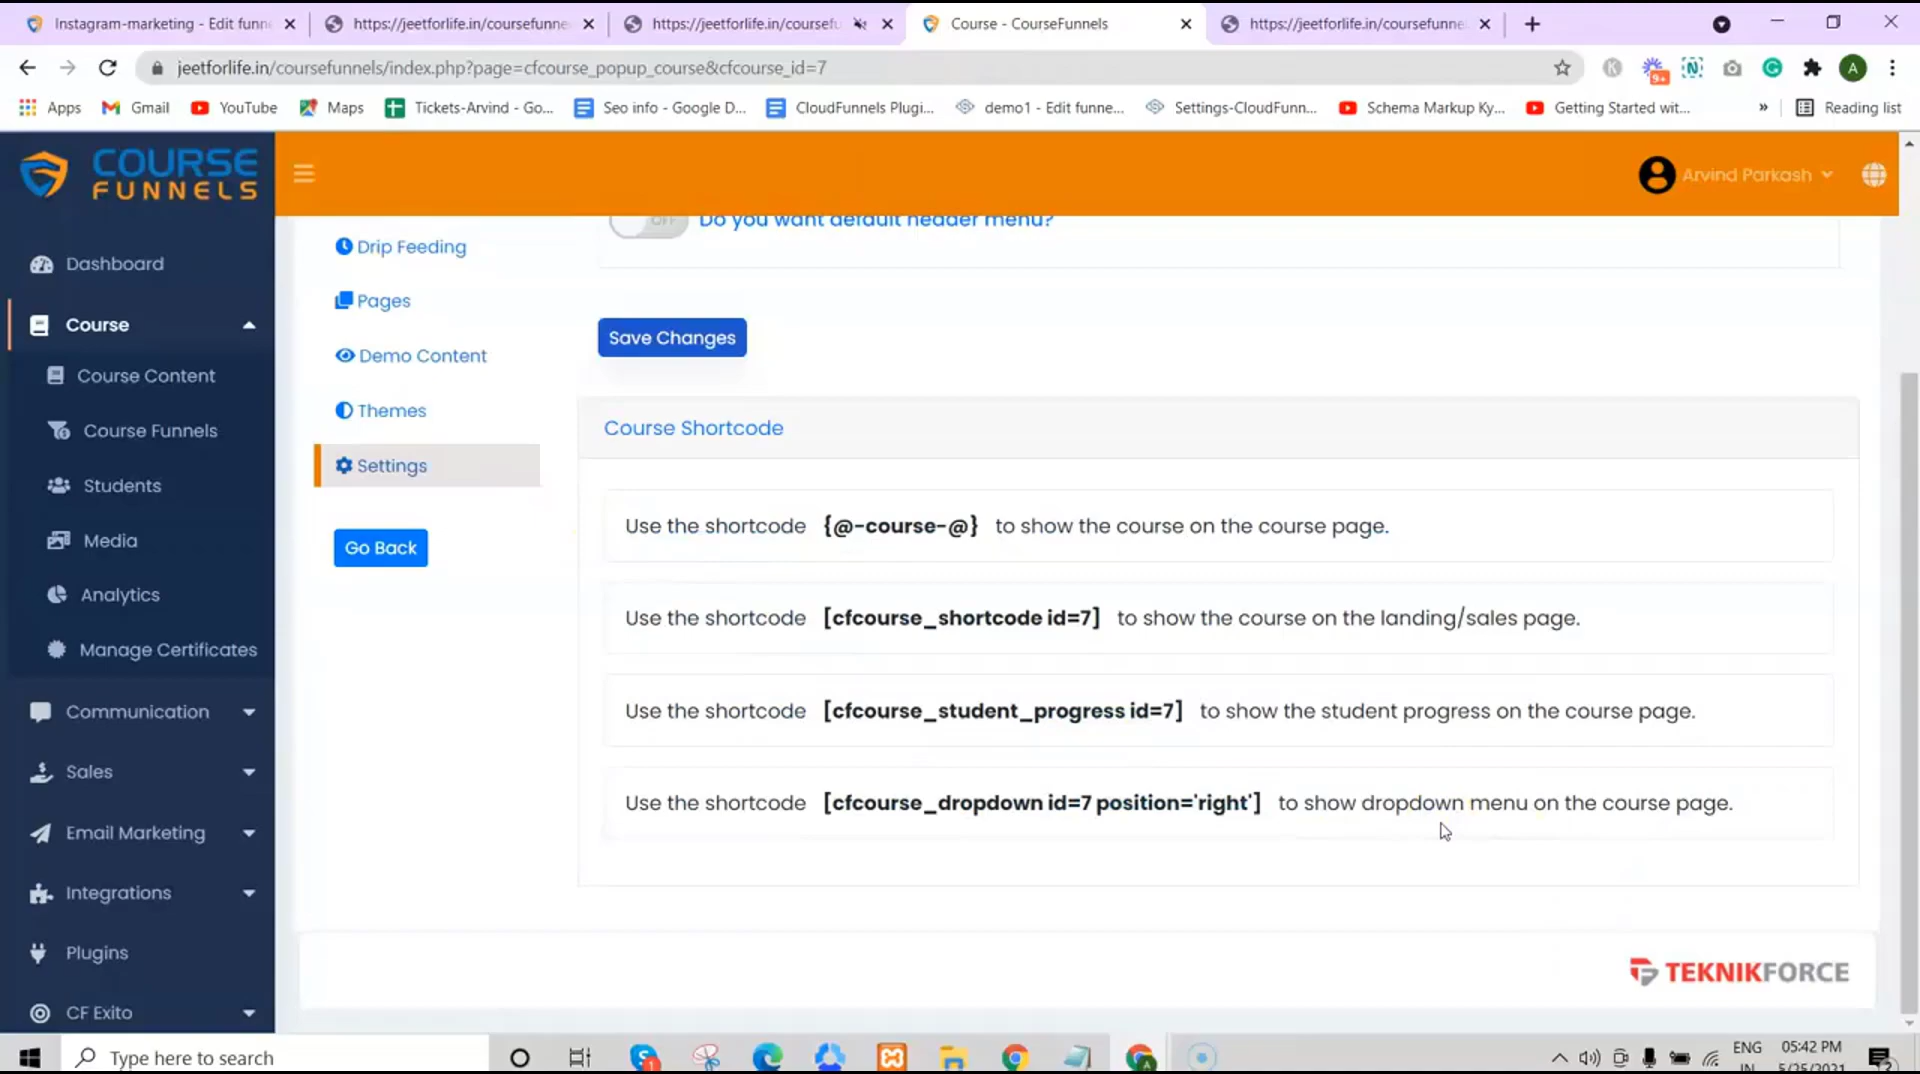 Instagram-marketing - Edit funn
https://jeetforlife.in/coursefunne
https://jeetforlife.in/coursefu
Course - CourseFunnels
https://jeetforlife.in/coursefunne
jeetforlife.in/coursefunnels/index.php?page=cfcourse_popup_course&cfcourse_id=7
9+
A
Apps
Gmail
YouTube
Maps
Tickets-Arvind - Go...
Seo info - Google D...
CloudFunnels Plugi...
demo1 - Edit funne...
Settings-CloudFunn...
Schema Markup Ky...
Getting Started wit...
»
Reading list
COURSE
FUNNELS
Arvind Parkash
Dashboard
Course
Course Content
Course Funnels
Students
Media
Analytics
Manage Certificates
Communication
Sales
Email Marketing
Integrations
Plugins
CF Exito
Drip Feeding
Pages
Demo Content
Themes
Settings
Go Back
OFF
Do you want default header menu?
Save Changes
Course Shortcode
Use the shortcode {@-course-@} to show the course on the course page.
Use the shortcode [cfcourse_shortcode id=7] to show the course on the landing/sales page.
Use the shortcode [cfcourse_student_progress id=7] to show the student progress on the course page.
Use the shortcode [cfcourse_dropdown id=7 position='right'] to show dropdown menu on the course page.
TEKNIKFORCE
Type here to search
ENG
IN
05:42 PM
5/25/2021